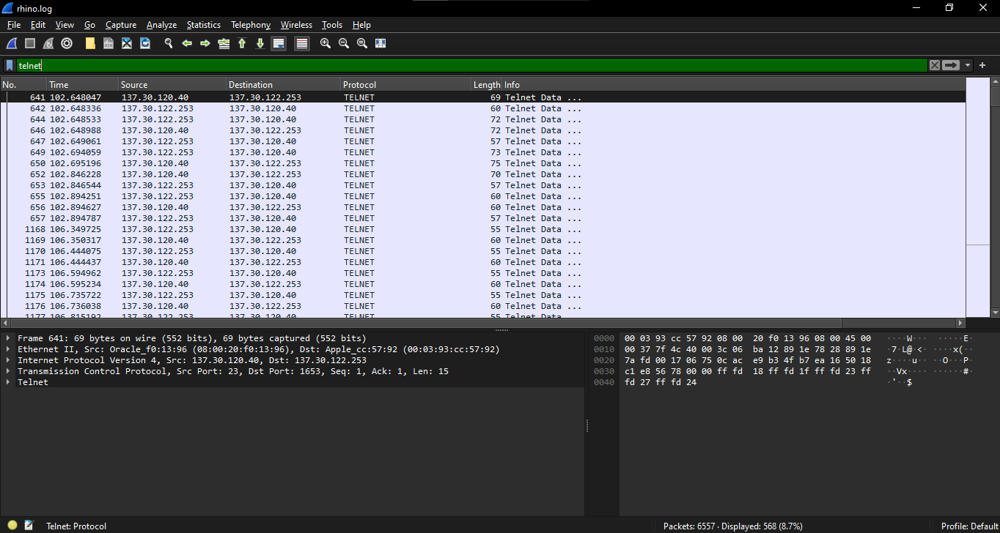 rhino.log
File Edit View Go Capture Analyze Statistics Telephony Wireless Tools Help
telnet
No. Time Source Destination Protocol Length Info
641 102.648047 137.30.120.40 137.30.122.253 TELNET 69 Telnet Data ...
642 102.648336 137.30.122.253 137.30.120.40 TELNET 60 Telnet Data ...
644 102.648533 137.30.122.253 137.30.120.40 TELNET 72 Telnet Data ...
646 102.648988 137.30.120.40 137.30.122.253 TELNET 72 Telnet Data ...
647 102.649061 137.30.122.253 137.30.120.40 TELNET 57 Telnet Data ...
649 102.694059 137.30.122.253 137.30.120.40 TELNET 73 Telnet Data ...
650 102.695196 137.30.120.40 137.30.122.253 TELNET 75 Telnet Data ...
652 102.846228 137.30.120.40 137.30.122.253 TELNET 70 Telnet Data ...
653 102.846544 137.30.122.253 137.30.120.40 TELNET 57 Telnet Data ...
655 102.894251 137.30.122.253 137.30.120.40 TELNET 60 Telnet Data ...
656 102.894627 137.30.120.40 137.30.122.253 TELNET 60 Telnet Data ...
657 102.894787 137.30.122.253 137.30.120.40 TELNET 57 Telnet Data ...
1168 106.349725 137.30.122.253 137.30.120.40 TELNET 55 Telnet Data ...
1169 106.350317 137.30.120.40 137.30.122.253 TELNET 60 Telnet Data ...
1170 106.444075 137.30.122.253 137.30.120.40 TELNET 55 Telnet Data ...
1171 106.444437 137.30.120.40 137.30.122.253 TELNET 60 Telnet Data ...
1173 106.594962 137.30.122.253 137.30.120.40 TELNET 55 Telnet Data ...
1174 106.595234 137.30.120.40 137.30.122.253 TELNET 60 Telnet Data ...
1175 106.735722 137.30.122.253 137.30.120.40 TELNET 55 Telnet Data ...
1176 106.736038 137.30.120.40 137.30.122.253 TELNET 60 Telnet Data ...
1177 106.815192 137.30.122.253 137.30.120.40 TELNET 55 Telnet Data
Frame 641: 69 bytes on wire (552 bits), 69 bytes captured (552 bits)
Ethernet II, Src: Oracle_f0:13:96 (08:00:20:f0:13:96), Dst: Apple_cc:57:92 (00:03:93:cc:57:92)
Internet Protocol Version 4, Src: 137.30.120.40, Dst: 137.30.122.253
Transmission Control Protocol, Src Port: 23, Dst Port: 1653, Seq: 1, Ack: 1, Len: 15
Telnet
0000 00 03 93 cc 57 92 08 00 20 f0 13 96 08 00 45 00 ····W··· ·····E·
0010 00 37 7f 4c 40 00 3c 06 ba 12 89 1e 78 28 89 1e ·7·L@·<· ····x(··
0020 7a fd 00 17 06 75 0c ac e9 b3 4f b7 ea 16 50 18 z····u·· ··O···P·
0030 c1 e8 56 78 00 00 ff fd 18 ff fd 1f ff fd 23 ff ··Vx···· ······#·
0040 fd 27 ff fd 24 ·'··$
Telnet: Protocol
Packets: 6557 · Displayed: 568 (8.7%)
Profile: Default